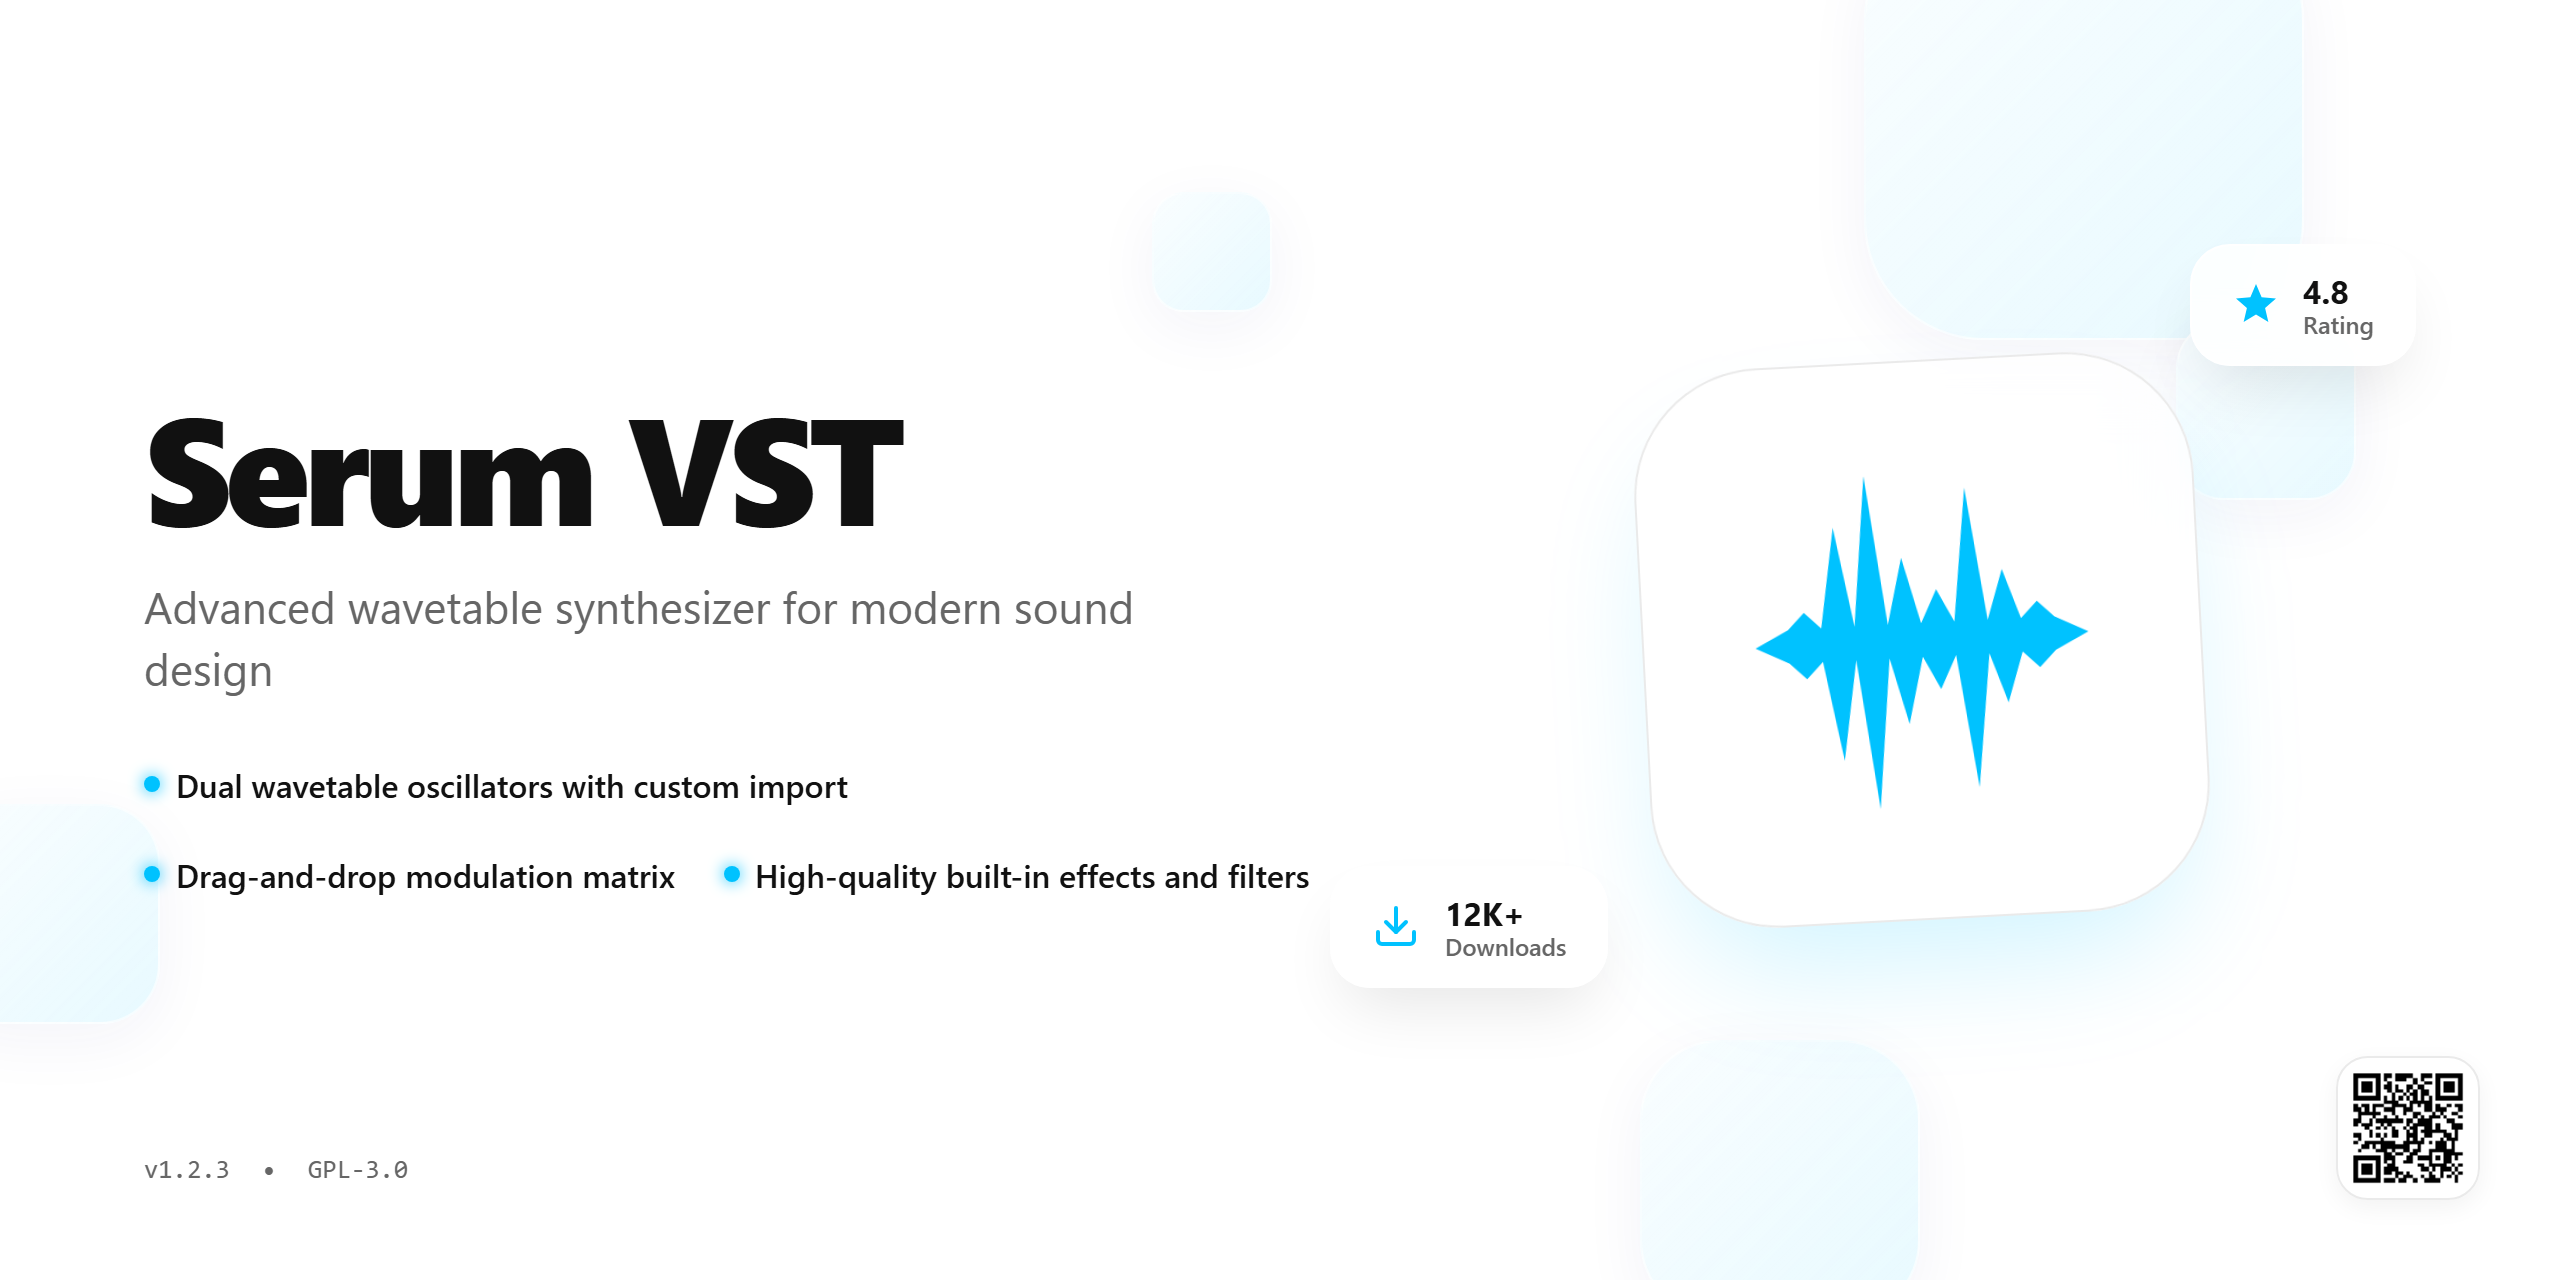 Serum VST
Advanced wavetable synthesizer for modern sound
design
Dual wavetable oscillators with custom import
Drag-and-drop modulation matrix
High-quality built-in effects and filters
4.8
Rating
12K+
Downloads
v1.2.3 • GPL-3.0